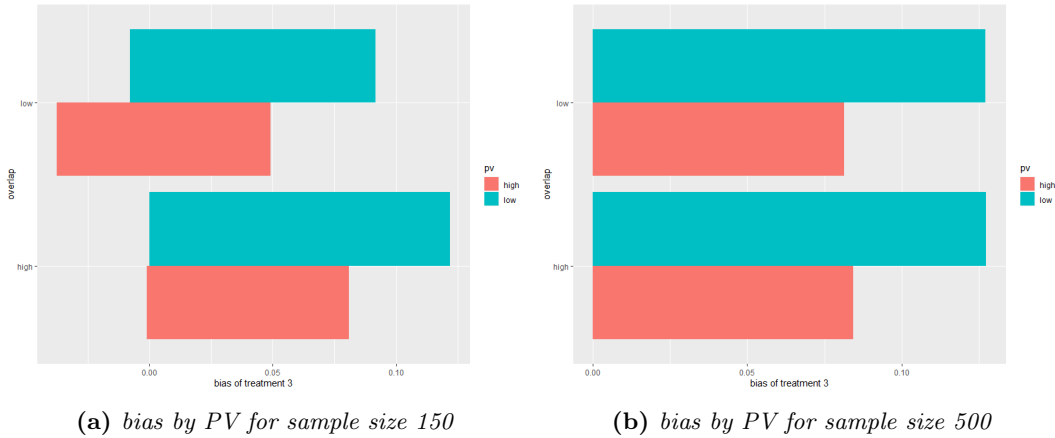 low
high
overlap
0.00 0.05 0.10
bias of treatment 3
pv
high
low
(a) bias by PV for sample size 150
low
high
overlap
0.00 0.05 0.10
bias of treatment 3
pv
high
low
(b) bias by PV for sample size 500